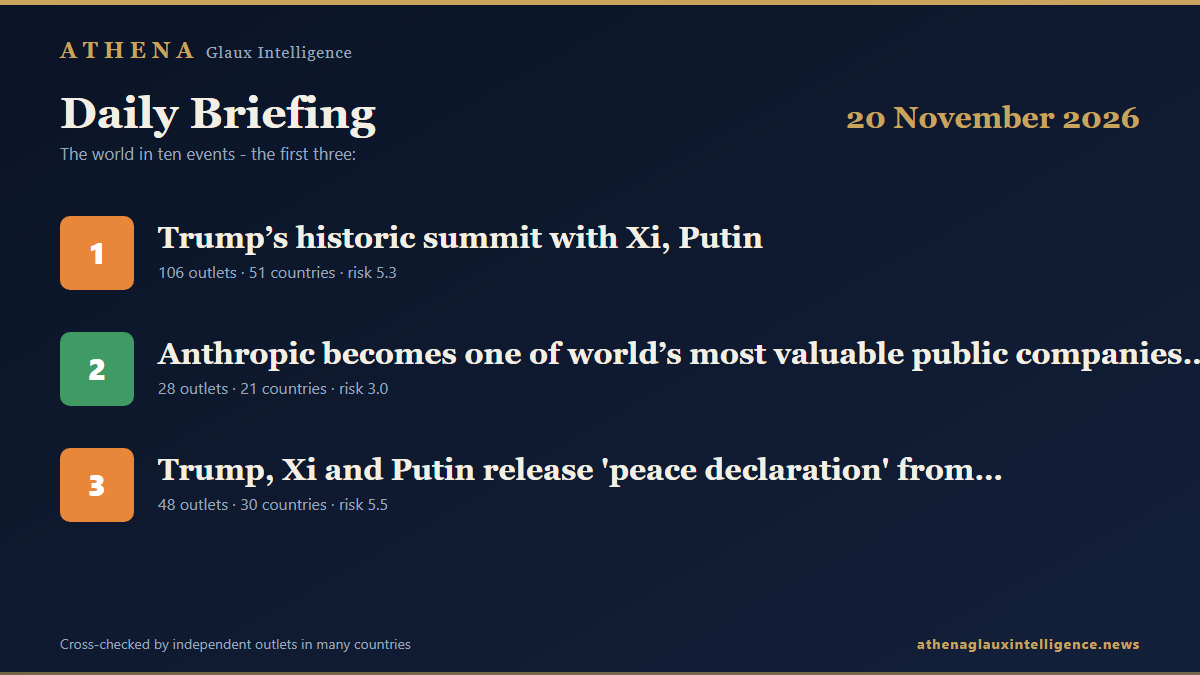 ATHENA Glaux Intelligence
Daily Briefing
20 November 2026
The world in ten events - the first three:
1
Trump’s historic summit with Xi, Putin
106 outlets · 51 countries · risk 5.3
2
Anthropic becomes one of world’s most valuable public companies..
28 outlets · 21 countries · risk 3.0
3
Trump, Xi and Putin release 'peace declaration' from...
48 outlets · 30 countries · risk 5.5
Cross-checked by independent outlets in many countries
athenaglauxintelligence.news